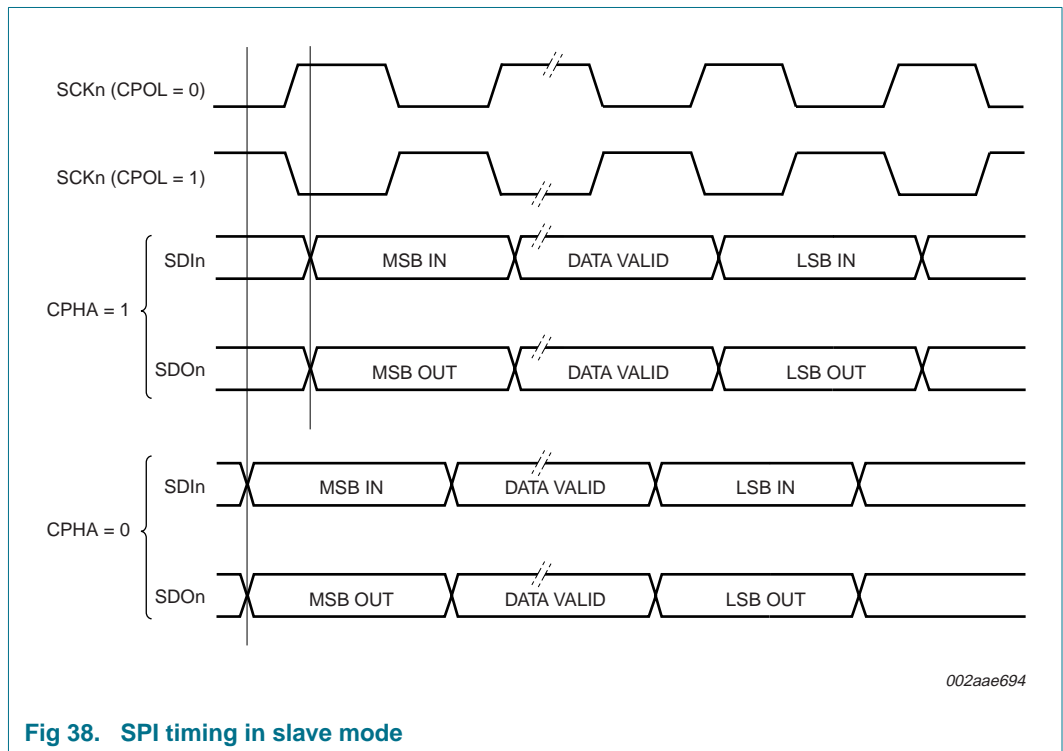 SCKn (CPOL = 0)
SCKn (CPOL = 1)
SDIn MSB IN DATA VALID LSB IN
CPHA = 1
SDOn MSB OUT DATA VALID LSB OUT
SDIn MSB IN DATA VALID LSB IN
CPHA = 0
SDOn MSB OUT DATA VALID LSB OUT
002aae694
Fig 38. SPI timing in slave mode